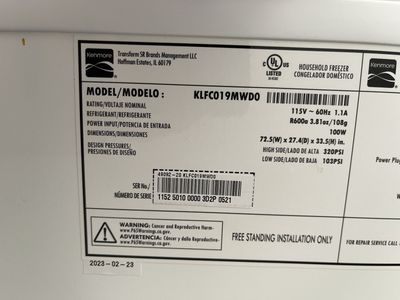 Kenmore
Transform SR Brands Management LLC
Hoffman Estates, IL 60179
UL
LISTED
HOUSEHOLD FREEZER
CONGELADOR DOMÉSTICO
Kenmore
MODEL/MODELO : KLFC019MWD0
RATING/VOLTAJE NOMINAL 115V ~ 60Hz 1.1A
REFRIGERANT/REFRIGERANTE R600a 3.81oz/108g
POWER INPUT/POTENCIA DE ENTRADA 100W
DIMENSIONS/DIMENSIONES 72.5(W) x 27.4(D) x 33.5(H) in.
DESIGN PRESSURES/ HIGH SIDE/LADO DE ALTA 320PSI
PRESIONES DE DISEÑO LOW SIDE/LADO DE BAJA 103PSI
Power Plug
49092-20 KLFC019MWD0
SER No/
NÚMERO DE SERIE 1152 5010 0000 3D2P 0521
WARNING: Cancer and Reproductive Harm-
www.P65Warnings.ca.gov.
ADVERTENCIA: Cáncer y daño Reproductivo-
www.P65Warnings.ca.gov.
FREE STANDING INSTALLATION ONLY
FOR REPAIR SERVICE CALL
2023-02-23